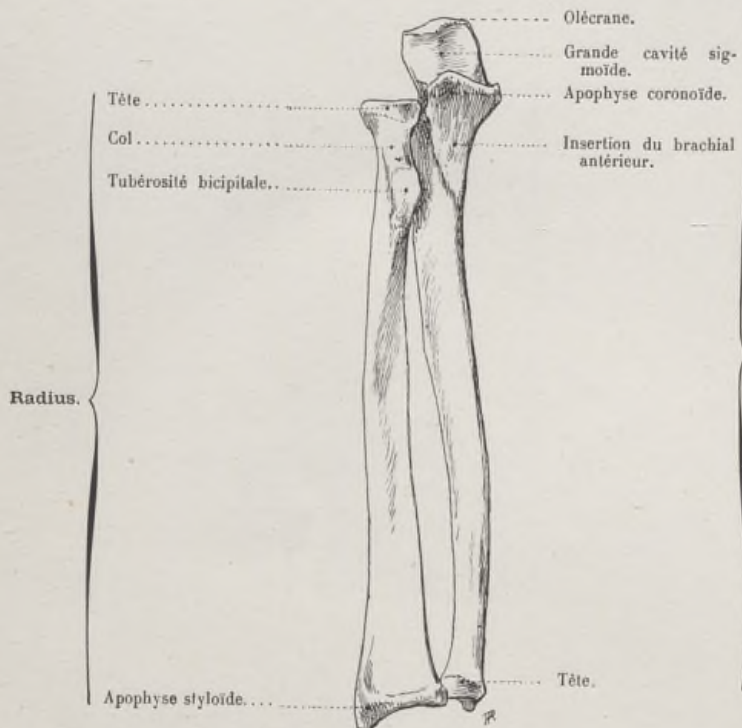 Olécrane.
Grande cavité sig-
moïde.
Apophyse coronoïde.
Insertion du brachial
antérieur.
Tête
Col
Tubérosité bicipitale..
Radius.
Apophyse styloïde....
Tête.